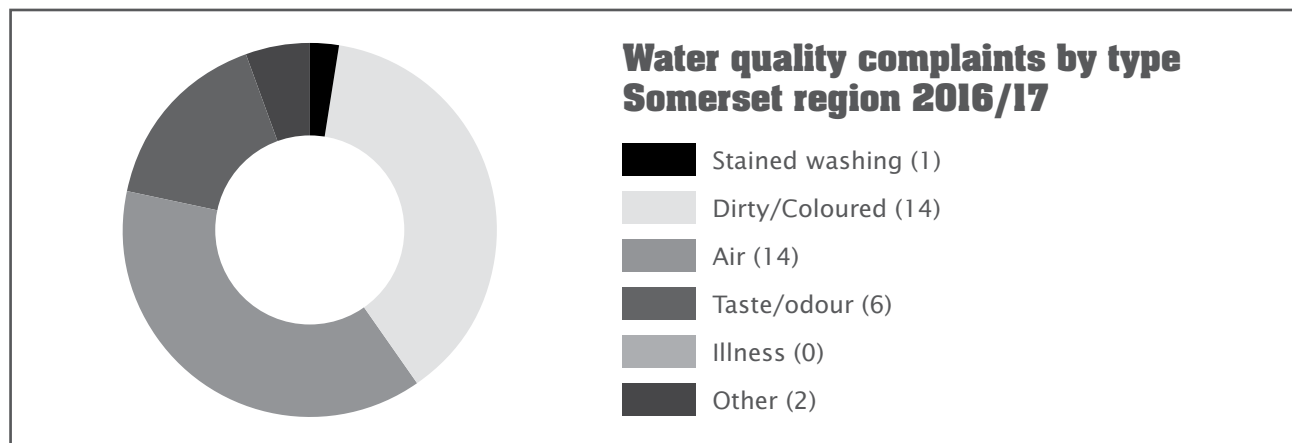 Water quality complaints by type
Somerset region 2016/17
Stained washing (1)
Dirty/Coloured (14)
Air (14)
Taste/odour (6)
Illness (0)
Other (2)